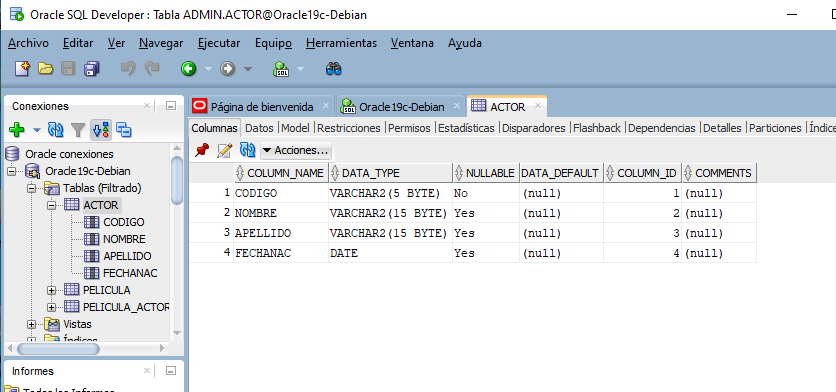 Oracle SQL Developer : Tabla ADMIN.ACTOR@Oracle19c-Debian
Archivo Editar Ver Navegar Ejecutar Equipo Herramientas Ventana Ayuda
SQL
Conexiones
Oracle conexiones
Oracle19c-Debian
Tablas (Filtrado)
ACTOR
CODIGO
NOMBRE
APELLIDO
FECHANAC
PELICULA
PELICULA_ACTOR
Vistas
Índices
Informes
Todos los Informes
Página de bienvenida Oracle19c-Debian ACTOR
Columnas Datos Model Restricciones Permisos Estadísticas Disparadores Flashback Dependencias Detalles Particiones Índice
Acciones...
COLUMN_NAME DATA_TYPE NULLABLE DATA_DEFAULT COLUMN_ID COMMENTS
1 CODIGO VARCHAR2(5 BYTE) No (null) 1 (null)
2 NOMBRE VARCHAR2(15 BYTE) Yes (null) 2 (null)
3 APELLIDO VARCHAR2(15 BYTE) Yes (null) 3 (null)
4 FECHANAC DATE Yes (null) 4 (null)